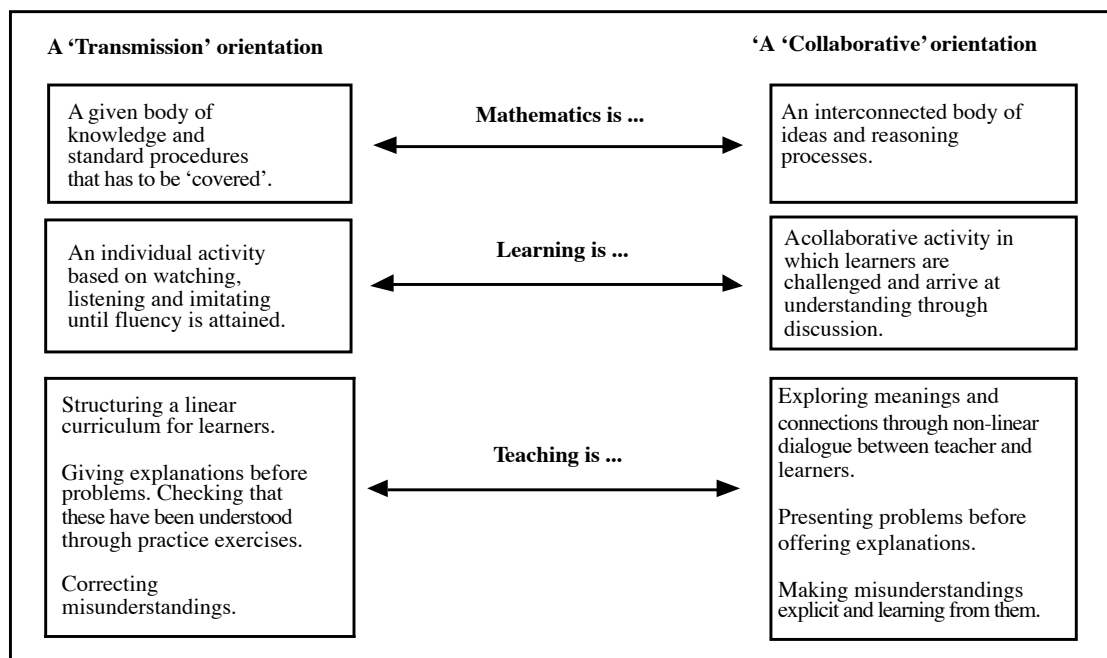 A ‘Transmission’ orientation
‘A ‘Collaborative’ orientation
A given body of
knowledge and
standard procedures
that has to be ‘covered’.
Mathematics is ...
An interconnected body of
ideas and reasoning
processes.
An individual activity
based on watching,
listening and imitating
until fluency is attained.
Learning is ...
Acollaborative activity in
which learners are
challenged and arrive at
understanding through
discussion.
Structuring a linear
curriculum for learners.
Giving explanations before
problems. Checking that
these have been understood
through practice exercises.
Correcting
misunderstandings.
Teaching is ...
Exploring meanings and
connections through non-linear
dialogue between teacher and
learners.
Presenting problems before
offering explanations.
Making misunderstandings
explicit and learning from them.